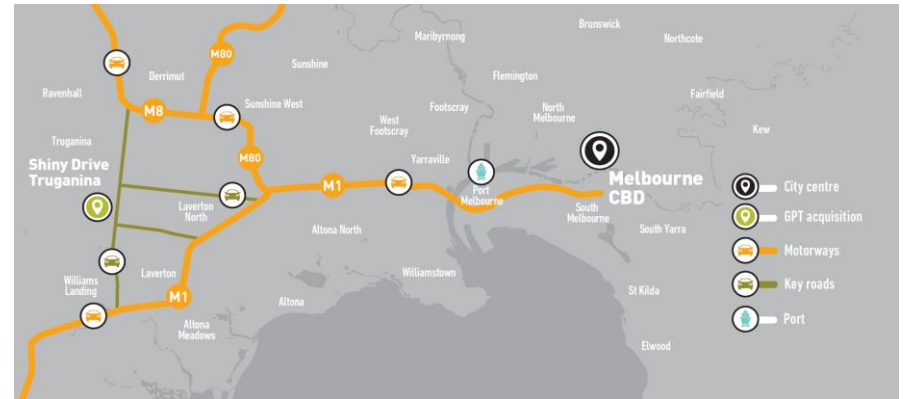 Brunswick
Maribyrnong
Northcote
M80
Sunshine
Derrimut
Flemington
Ravenhall
Fairfield
Sunshine West
Footscray
North
Melbourne
M8
West
Footscray
Kew
Truganina
Yarraville
M80
Shiny Drive
Truganina
Melbourne
CBD
M1
Port
Melbourne
City centre
Laverton
North
South
Melbourne
GPT acquisition
Altona North
South Yarra
Motorways
Williams
Landing
Laverton
Williamstown
Key roads
M1
Altona
St Kilda
Port
Altona
Meadows
Elwood